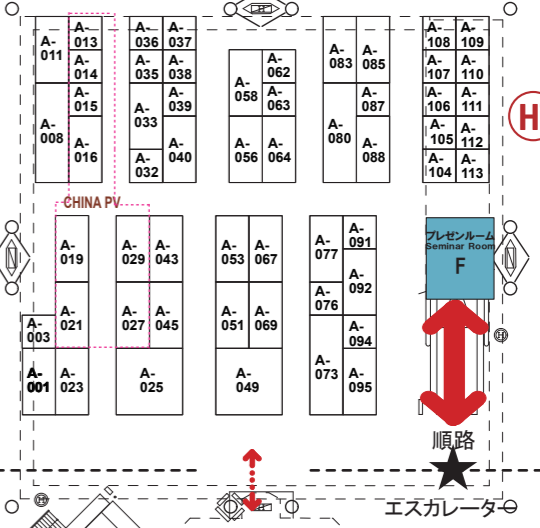 A-011
A-013
A-014
A-015
A-008
A-016
A-036
A-037
A-035
A-038
A-033
A-039
A-032
A-040
A-058
A-062
A-063
A-056
A-064
A-083
A-085
A-087
A-080
A-088
A-108
A-109
A-107
A-110
A-106
A-111
A-105
A-112
A-104
A-113
H
CHINA PV
A-019
A-021
A-003
A-001
A-023
A-029
A-043
A-027
A-045
A-025
A-053
A-067
A-051
A-069
A-049
A-077
A-091
A-092
A-076
A-094
A-073
A-095
プレゼンルーム
Seminar Room
F
順路
エスカレーター